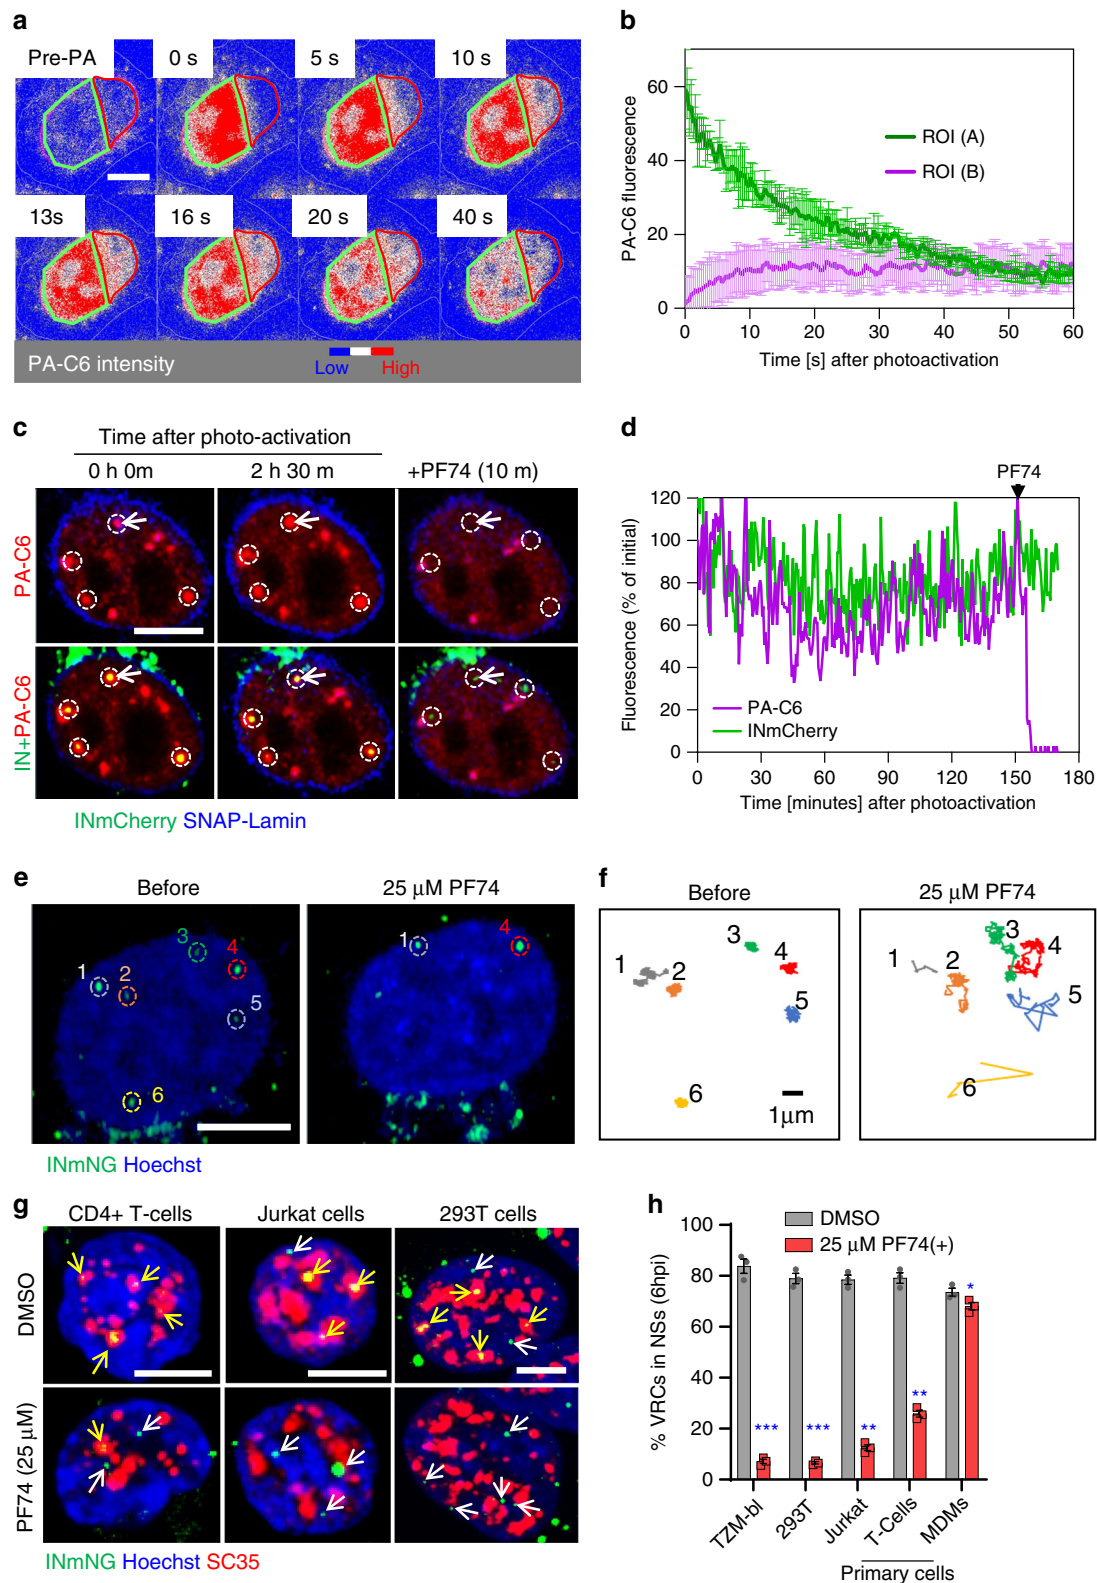 a
Pre-PA
0 s
5 s
10 s
13s
16 s
20 s
40 s
PA-C6 intensity
Low
High
b
PA-C6 fluorescence
60
40
20
0
ROI (A)
ROI (B)
0 10 20 30 40 50 60
Time [s] after photoactivation
c
Time after photo-activation
0 h 0m
2 h 30 m
+PF74 (10 m)
PA-C6
IN+PA-C6
INmCherry SNAP-Lamin
d
PF74
Fluorescence (% of initial)
120
100
80
60
40
20
0
PA-C6
INmCherry
0 30 60 90 120 150 180
Time [minutes] after photoactivation
e
Before
25 μM PF74
1
2
3
4
5
6
1
4
INmNG Hoechst
f
Before
25 μM PF74
1
2
3
4
5
6
1μm
1
2
3
4
5
6
g
CD4+ T-cells
Jurkat cells
293T cells
DMSO
PF74 (25 μM)
INmNG Hoechst SC35
h
% VRCs in NSs (6hpi)
100
80
60
40
20
0
DMSO
25 μM PF74(+)
***
***
**
**
*
TZM-bl
293T
Jurkat
T-Cells
MDMs
Primary cells